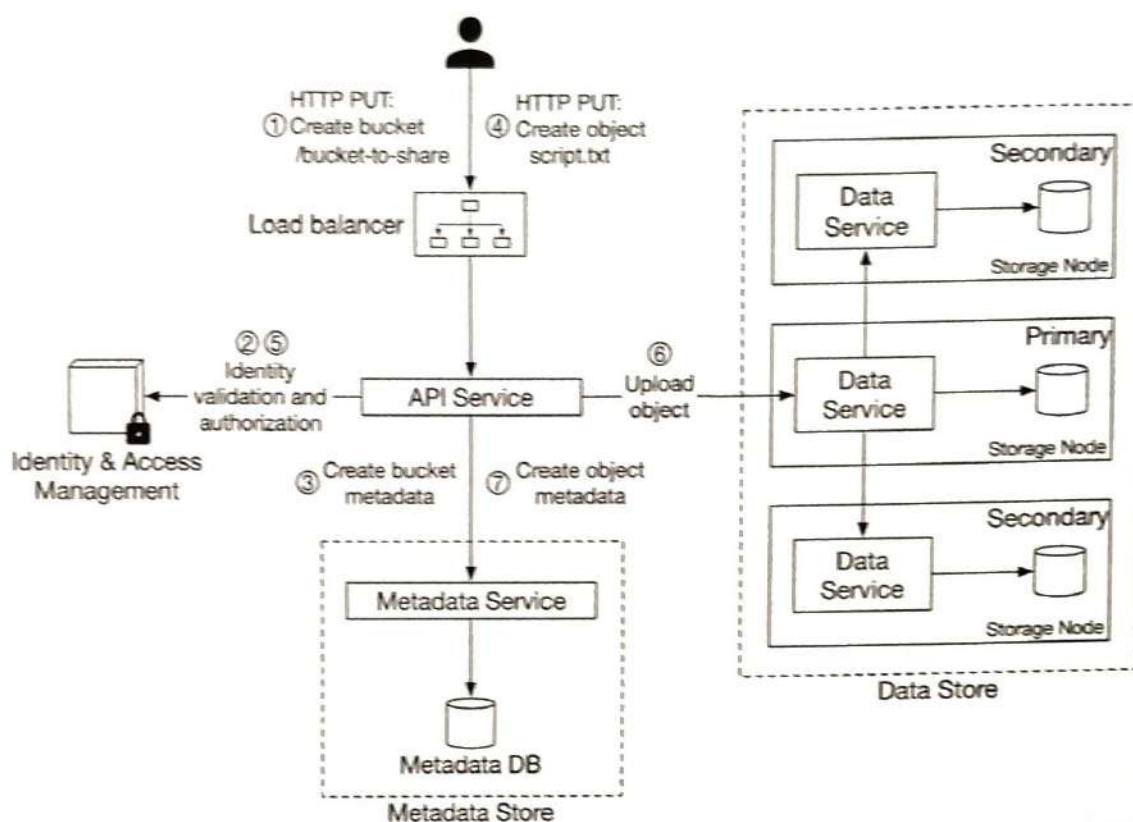 HTTP PUT:
① Create bucket
/bucket-to-share
HTTP PUT:
④ Create object
script.txt
Load balancer
② ⑤
Identity
validation and
authorization
Identity & Access
Management
API Service
⑥
Upload
object
③ Create bucket
metadata
⑦ Create object
metadata
Metadata Service
Metadata DB
Metadata Store
Secondary
Data
Service
Storage Node
Primary
Data
Service
Storage Node
Secondary
Data
Service
Storage Node
Data Store